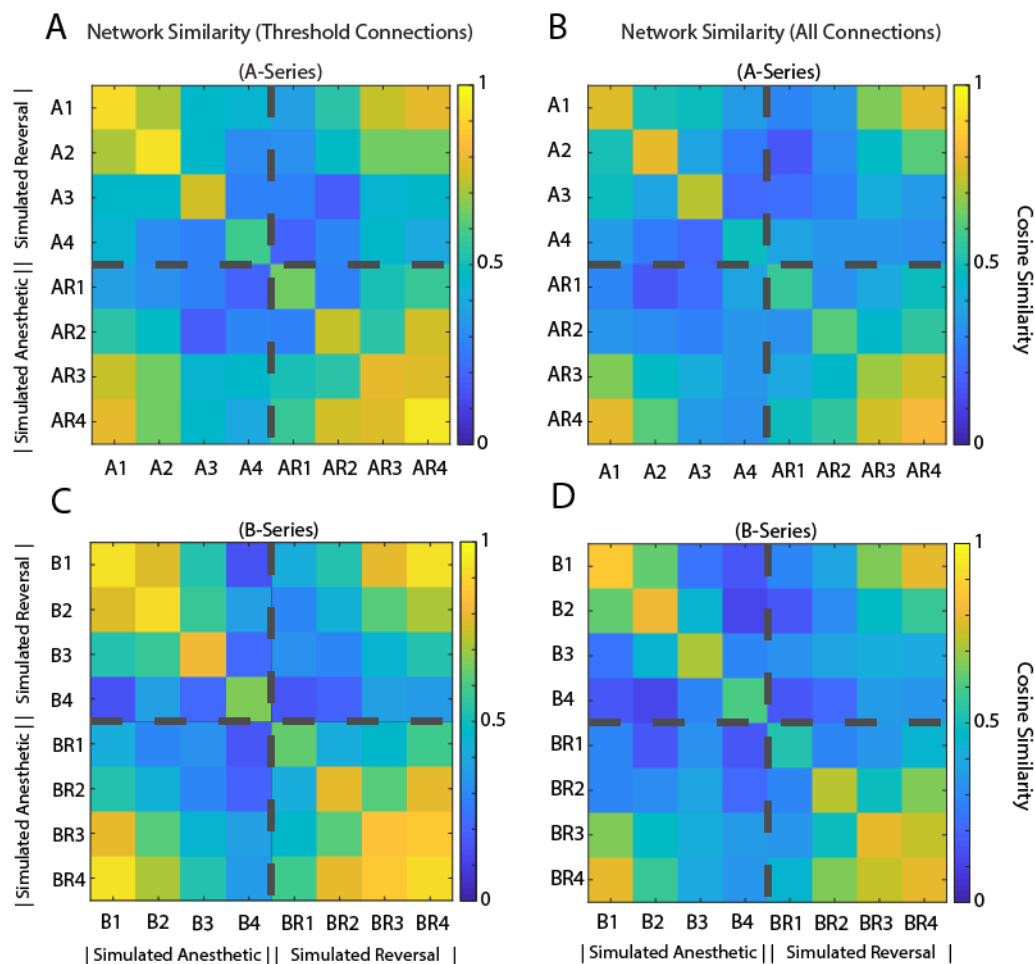 A
Network Similarity (Threshold Connections)
(A-Series)
A1
A2
A3
A4
AR1
AR2
AR3
AR4
| Simulated Anesthetic || Simulated Reversal |
A1 A2 A3 A4 AR1 AR2 AR3 AR4
1
0.5
0
B
Network Similarity (All Connections)
(A-Series)
A1
A2
A3
A4
AR1
AR2
AR3
AR4
A1 A2 A3 A4 AR1 AR2 AR3 AR4
1
0.5
0
Cosine Similarity
C
(B-Series)
B1
B2
B3
B4
BR1
BR2
BR3
BR4
| Simulated Anesthetic || Simulated Reversal |
B1 B2 B3 B4 BR1 BR2 BR3 BR4
| Simulated Anesthetic || Simulated Reversal |
1
0.5
0
D
(B-Series)
B1
B2
B3
B4
BR1
BR2
BR3
BR4
B1 B2 B3 B4 BR1 BR2 BR3 BR4
| Simulated Anesthetic || Simulated Reversal |
1
0.5
0
Cosine Similarity